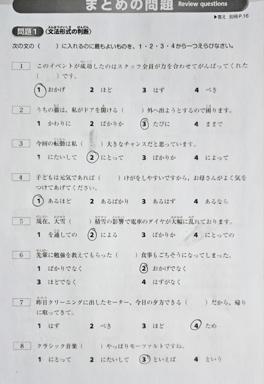 まとめの問題 Review questions
答え 別冊P.16
問題1 (文法形式の判断)
次の文の( )に入れるのに最もよいものを、1・2・3・4から一つえらびなさい。
1 このイベントが成功したのはスタッフ全員が力を合わせてがんばってくれた
( )です。
1 おかげ 2 ほど 3 はず 4 べき
2 うちの猫は、私がドアを開ける( )外へ出ようとするので困ります。
1 かわりに 2 ばかりか 3 たびに 4 ままで
3 今回の転勤は私( )大きなチャンスだと思っています。
1 にたいして 2 にとって 3 ばかりか 4 によって
4 子どもは元気であれば( )けがをしやすいですから、お母さんがよく気を
つけてあげてください。
1 あるほど 2 あるばかり 3 あるはず 4 あるなら
5 現在、大雪( )積雪の影響で電車のダイヤが大幅に乱れております。
1 を通しての 2 による 3 ばかりか 4 にとっての
6 先輩に勉強を教えてもらった( )食事もごちそうになってしまった。
1 ばかりでなく 2 おかげでなく
3 ほどでなく 4 はずがなく
7 昨日クリーニングに出したセーター、今日の夕方できる( )だから、帰り
に取ってきて。
1 はず 2 べき 3 ほど 4 ため
8 クラシック音楽( )やっぱりモーツァルトですね。
1 にとって 2 にたいして 3 といえば 4 という